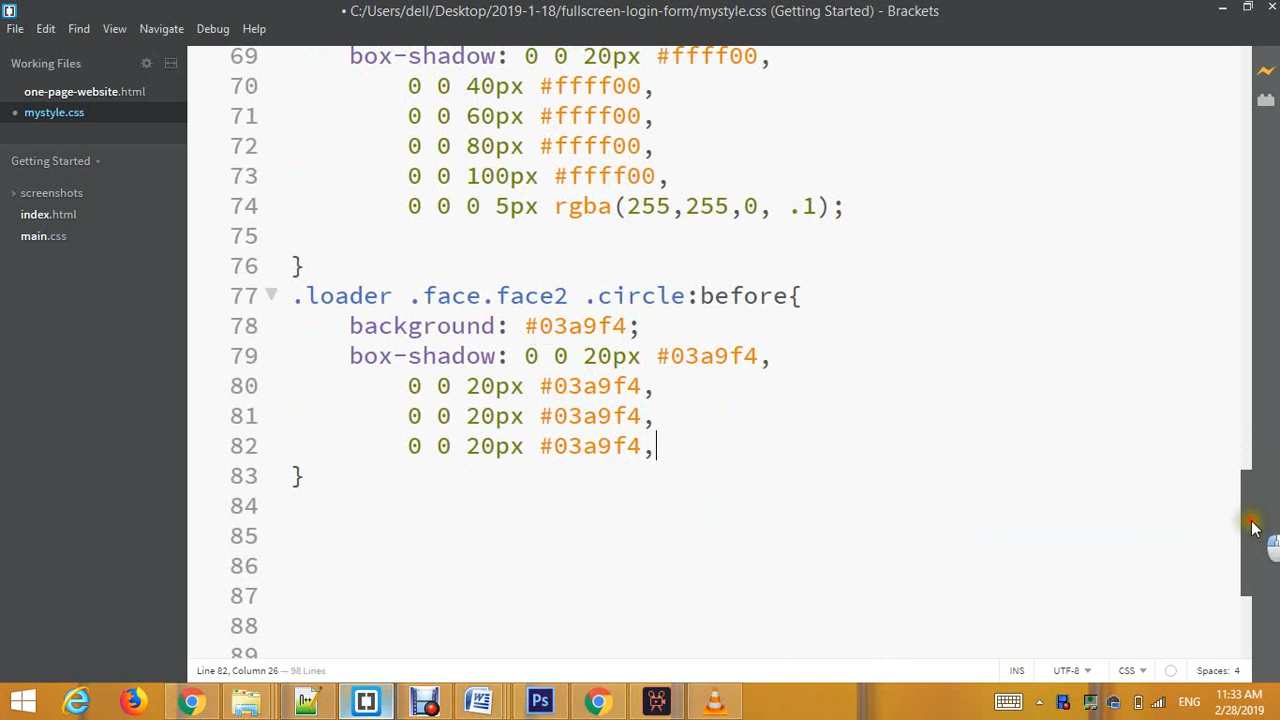 • C:/Users/dell/Desktop/2019-1-18/fullscreen-login-form/mystyle.css (Getting Started) - Brackets
File Edit Find View Navigate Debug Help
Working Files
one-page-website.html
• mystyle.css
Getting Started
screenshots
index.html
main.css
69 box-shadow: 0 0 20px #ffff00,
70 0 0 40px #ffff00,
71 0 0 60px #ffff00,
72 0 0 80px #ffff00,
73 0 0 100px #ffff00,
74 0 0 0 5px rgba(255,255,0, .1);
75
76 }
77 .loader .face.face2 .circle:before{
78 background: #03a9f4;
79 box-shadow: 0 0 20px #03a9f4,
80 0 0 20px #03a9f4,
81 0 0 20px #03a9f4,
82 0 0 20px #03a9f4,
83 }
84
85
86
87
88
89
Line 82, Column 26 — 98 Lines
INS UTF-8 CSS Spaces: 4
ENG 11:33 AM
2/28/2019